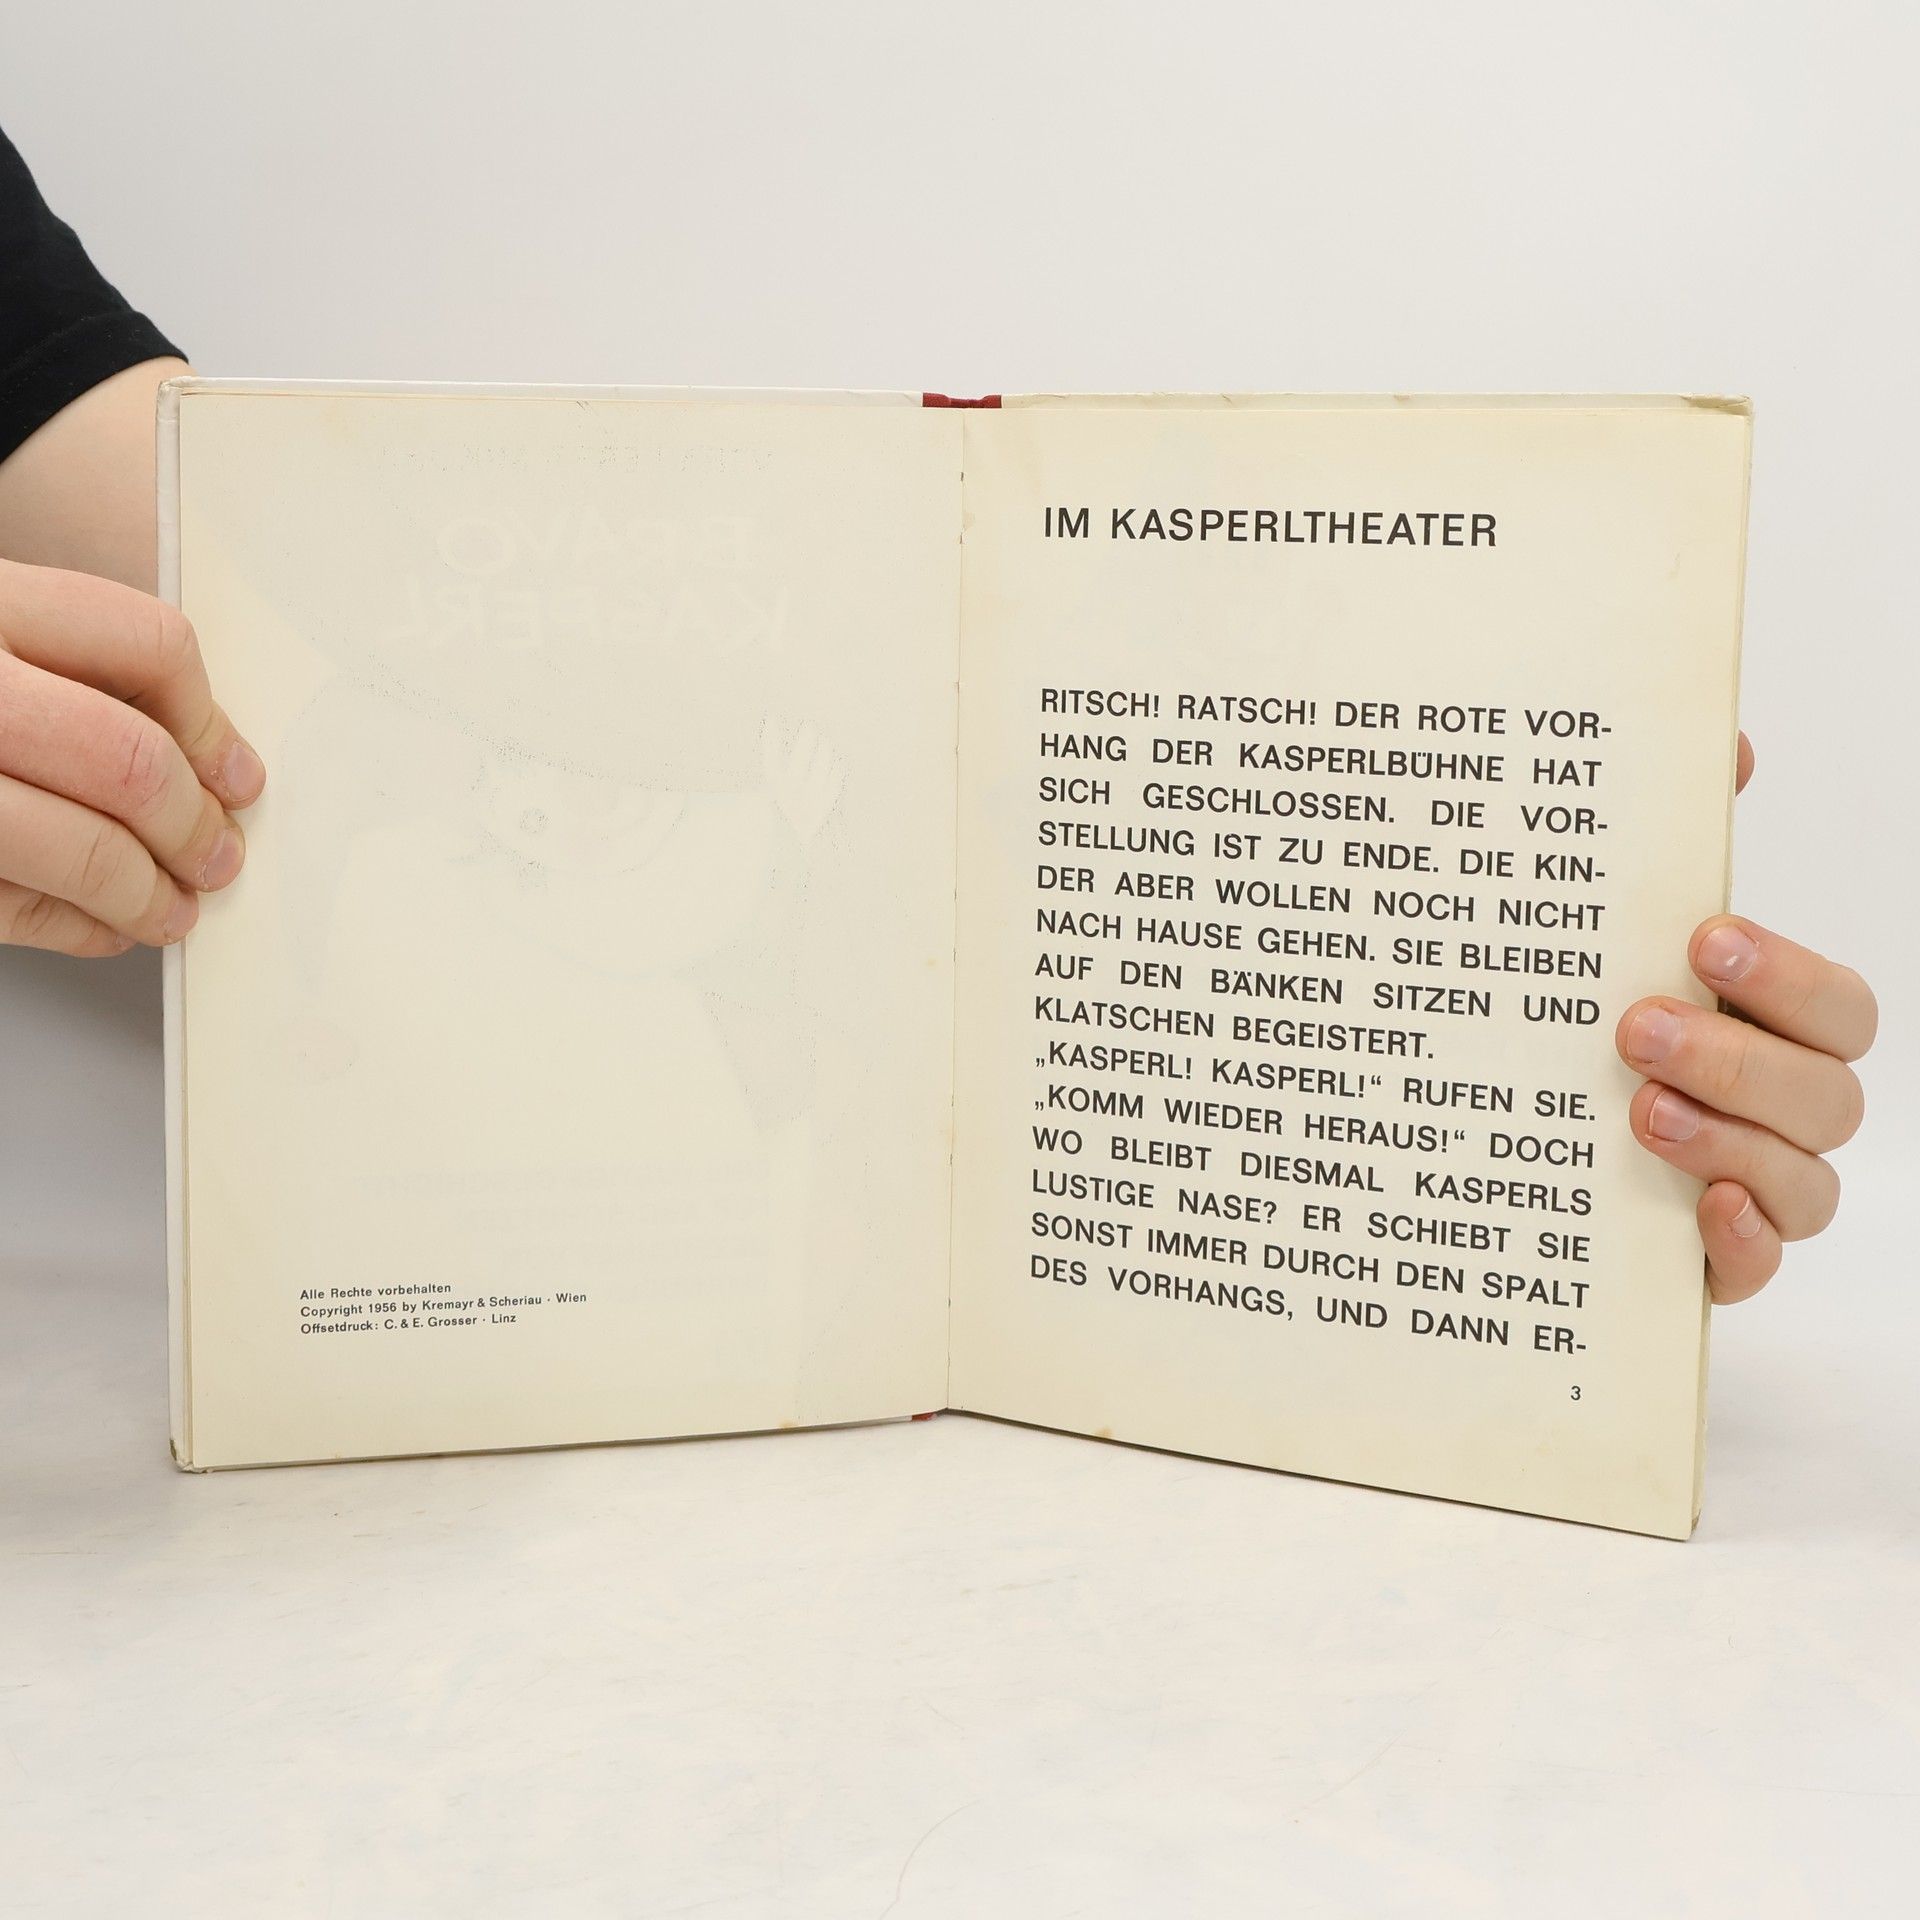 Alle Rechte vorbehalten
Copyright 1956 by Kremayr & Scheriau · Wien
Offsetdruck: C. & E. Grosser · Linz
IM KASPERLTHEATER
RITSCH! RATSCH! DER ROTE VOR-
HANG DER KASPERLBÜHNE HAT
SICH GESCHLOSSEN. DIE VOR-
STELLUNG IST ZU ENDE. DIE KIN-
DER ABER WOLLEN NOCH NICHT
NACH HAUSE GEHEN. SIE BLEIBEN
AUF DEN BÄNKEN SITZEN UND
KLATSCHEN BEGEISTERT.
„KASPERL! KASPERL!“ RUFEN SIE.
„KOMM WIEDER HERAUS!“ DOCH
WO BLEIBT DIESMAL KASPERLS
LUSTIGE NASE? ER SCHIEBT SIE
SONST IMMER DURCH DEN SPALT
DES VORHANGS, UND DANN ER-
3